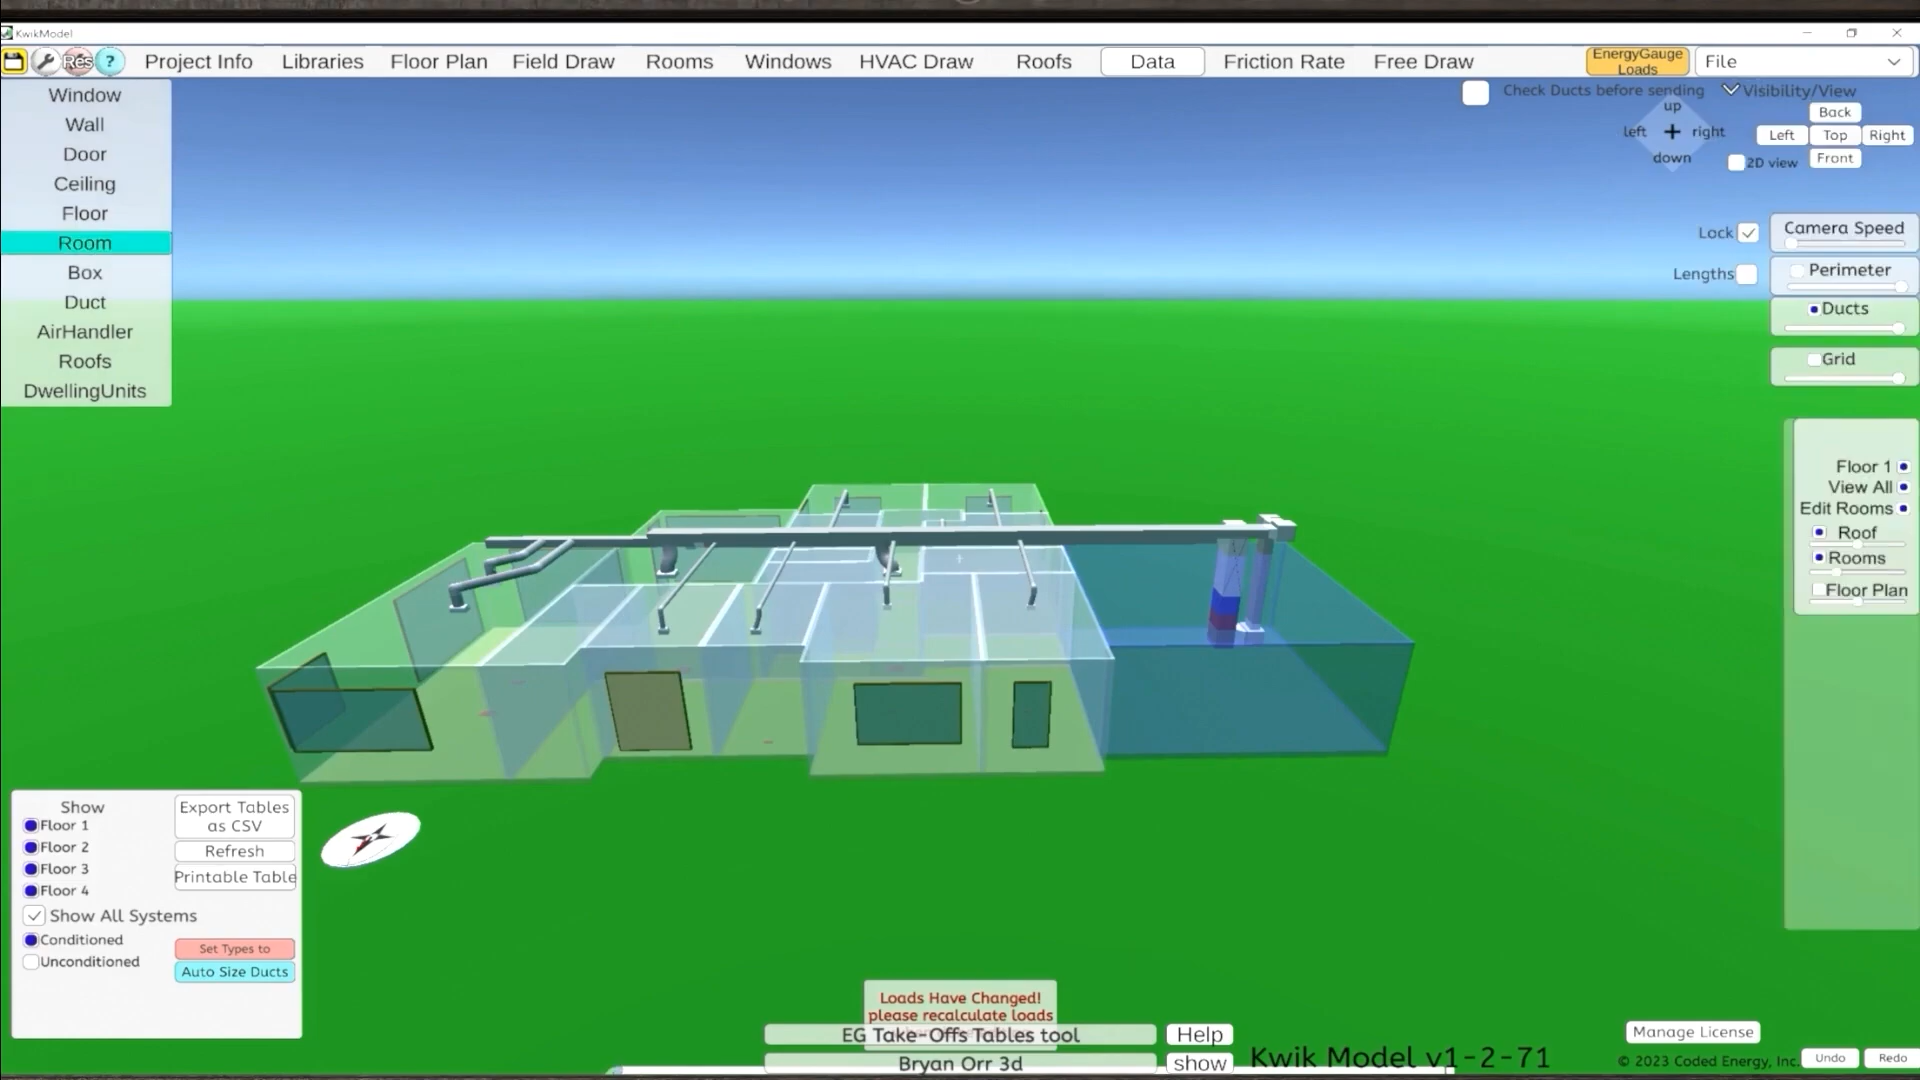 KwikModel
Res ? Project Info Libraries Floor Plan Field Draw Rooms Windows HVAC Draw Roofs Data Friction Rate Free Draw EnergyGauge Loads File
Check Ducts before sending Visibility/View
up Back
left right Left Top Right
down 2D view Front
Window
Wall
Door
Ceiling
Floor
Room
Box
Duct
AirHandler
Roofs
DwellingUnits
Lock Camera Speed
Lengths Perimeter
Ducts
Grid
Floor 1
View All
Edit Rooms
Roof
Rooms
Floor Plan
Show
Floor 1
Floor 2
Floor 3
Floor 4
Show All Systems
Conditioned
Unconditioned
Export Tables
as CSV
Refresh
Printable Table
Set Types to
Auto Size Ducts
Loads Have Changed!
please recalculate loads
EG Take-Offs Tables tool Help
Bryan Orr 3d show
Kwik Model v1-2-71
Manage License
© 2023 Coded Energy, Inc. Undo Redo